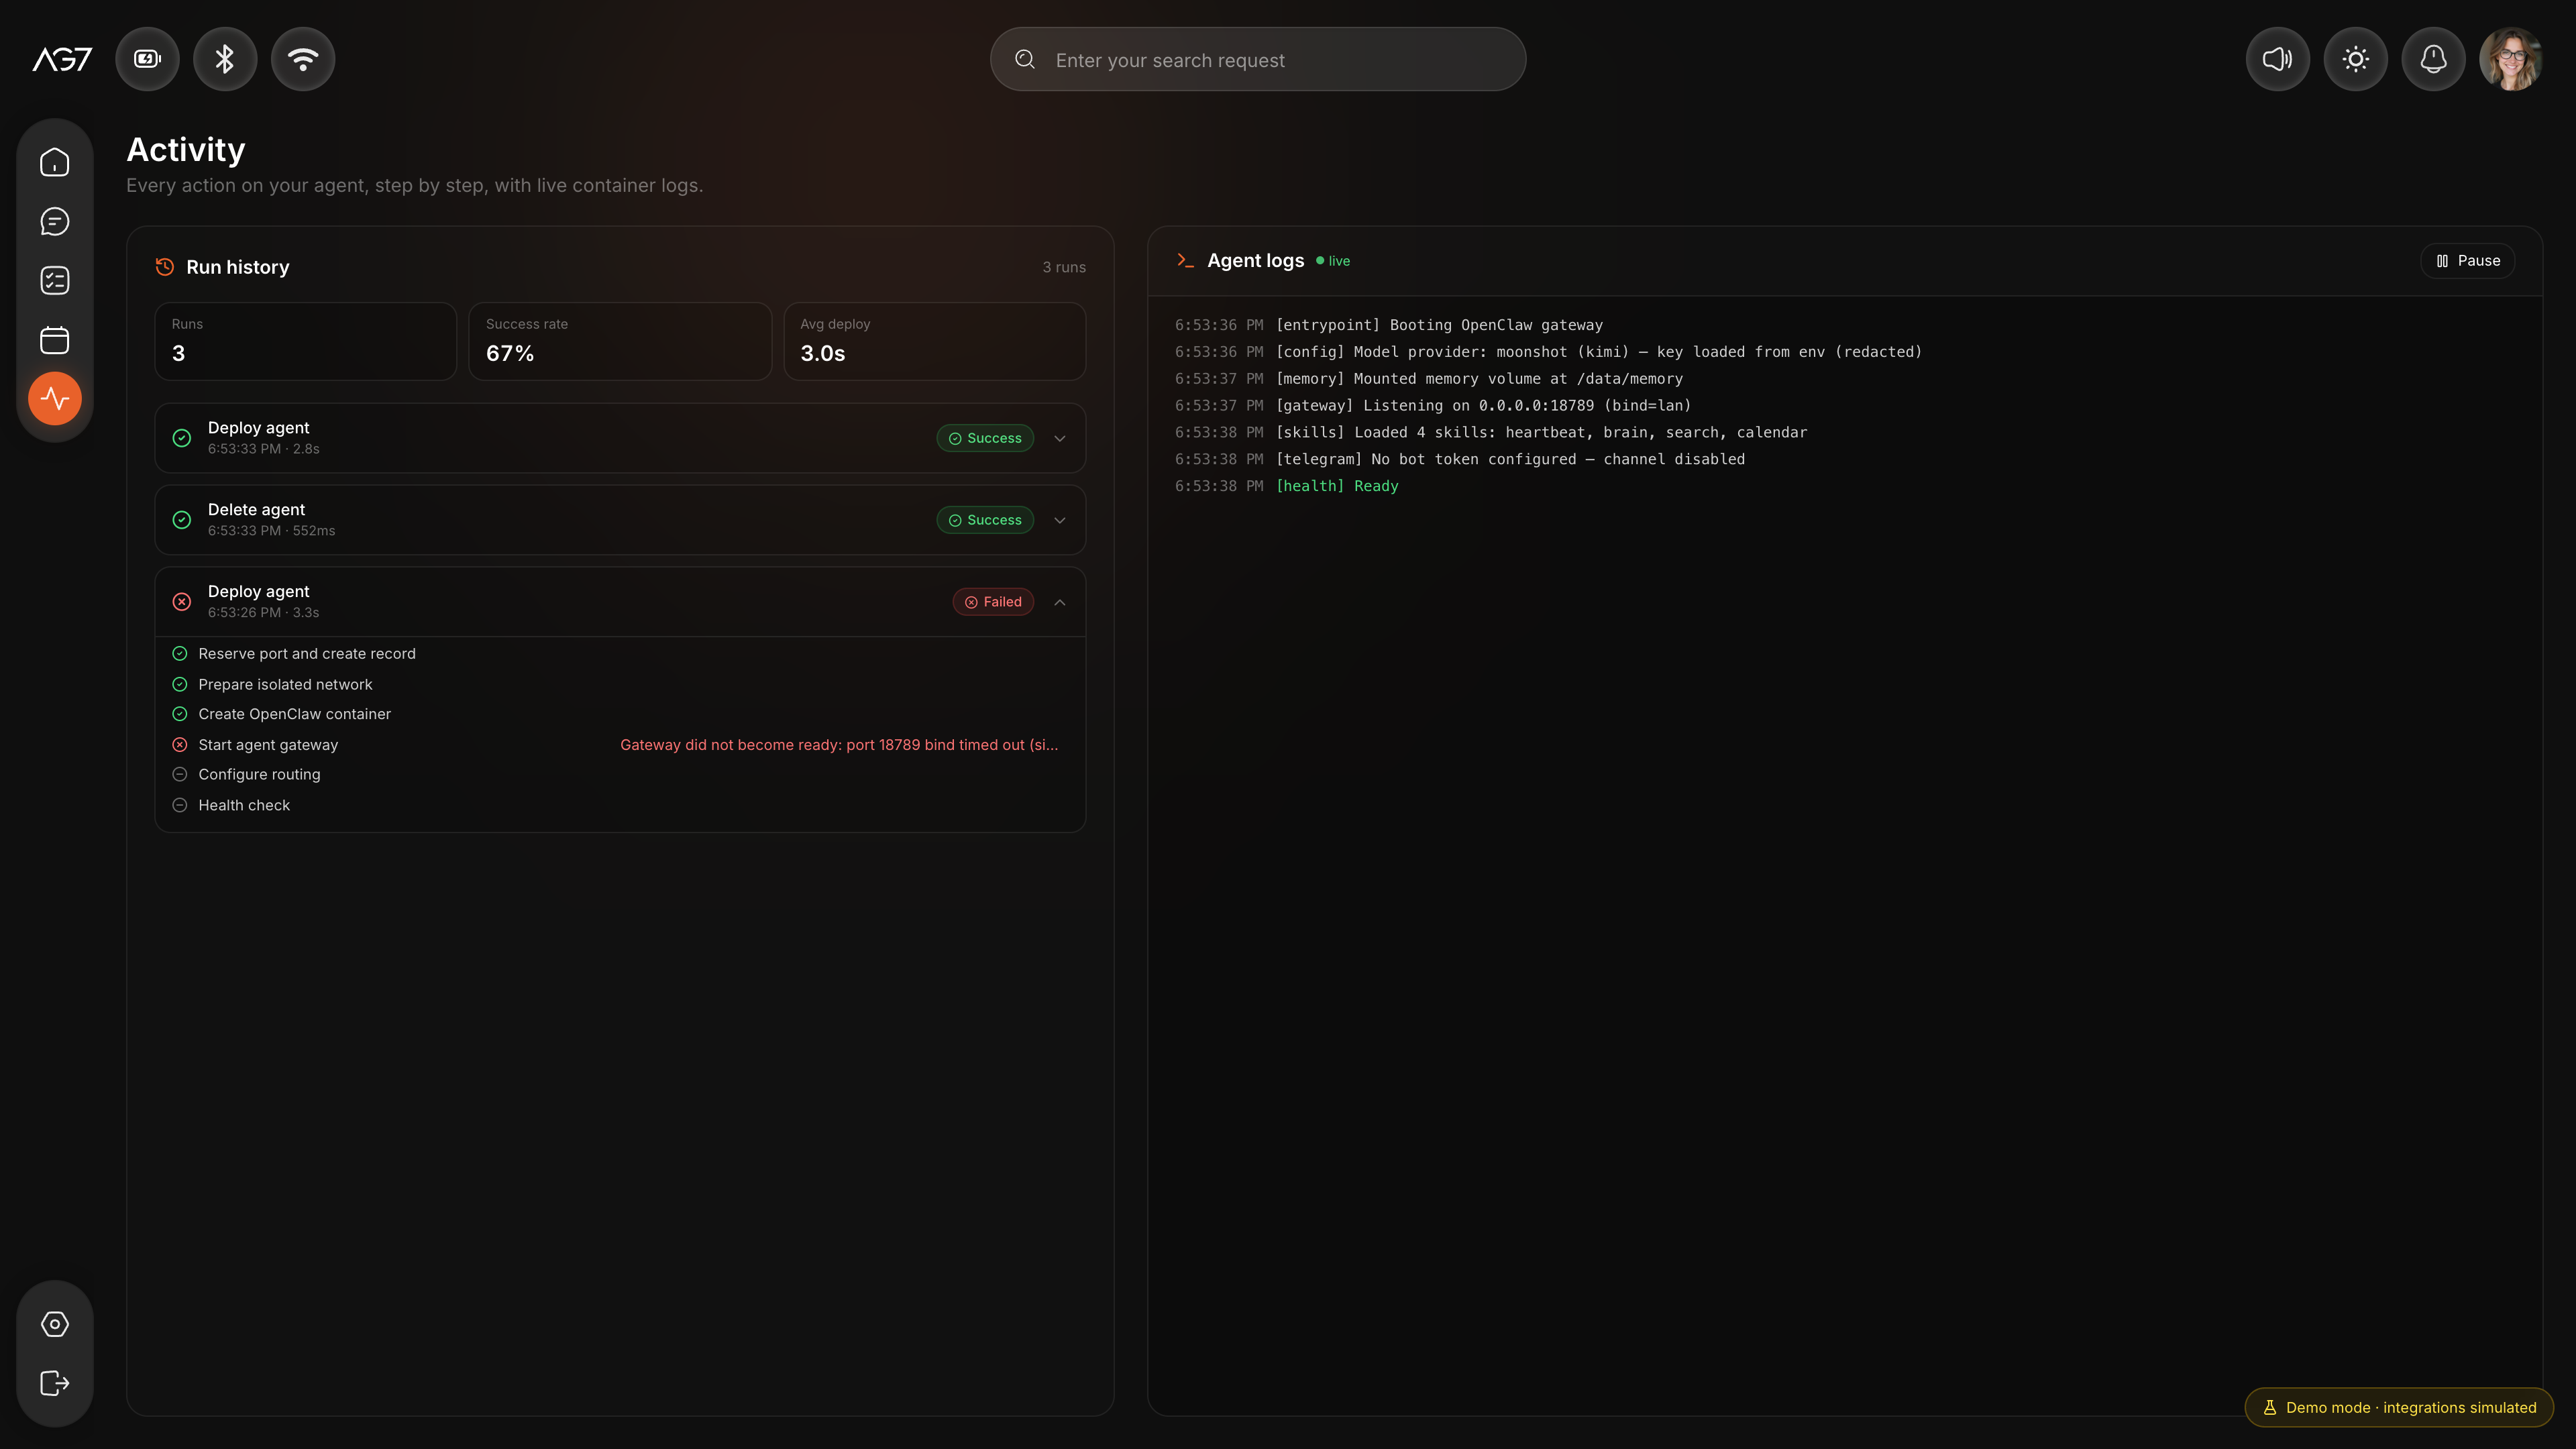 AG7
Enter your search request
Activity
Every action on your agent, step by step, with live container logs.
Run history
3 runs
Runs
3
Success rate
67%
Avg deploy
3.0s
Deploy agent
6:53:33 PM · 2.8s
Success
Delete agent
6:53:33 PM · 552ms
Success
Deploy agent
6:53:26 PM · 3.3s
Failed
Reserve port and create record
Prepare isolated network
Create OpenClaw container
Start agent gateway
Gateway did not become ready: port 18789 bind timed out (si...
Configure routing
Health check
Agent logs
live
Pause
6:53:36 PM [entrypoint] Booting OpenClaw gateway
6:53:36 PM [config] Model provider: moonshot (kimi) — key loaded from env (redacted)
6:53:37 PM [memory] Mounted memory volume at /data/memory
6:53:37 PM [gateway] Listening on 0.0.0.0:18789 (bind=lan)
6:53:38 PM [skills] Loaded 4 skills: heartbeat, brain, search, calendar
6:53:38 PM [telegram] No bot token configured — channel disabled
6:53:38 PM [health] Ready
Demo mode · integrations simulated